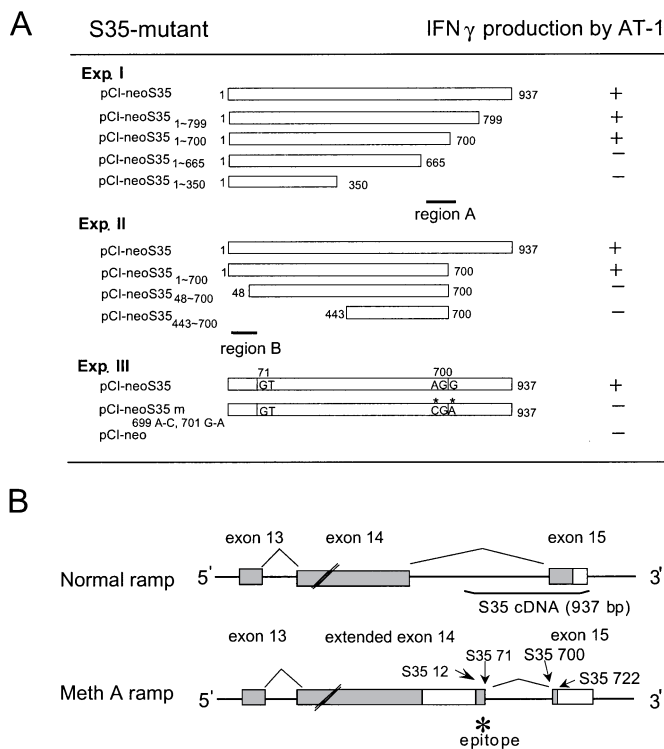 A
S35-mutant IFNγ production by AT-1
Exp. I
pCI-neoS35 1 937 +
pCI-neoS35 1~799 1 799 +
pCI-neoS35 1~700 1 700 +
pCI-neoS35 1~665 1 665 −
pCI-neoS35 1~350 1 350 −
region A
Exp. II
pCI-neoS35 1 937 +
pCI-neoS35 1~700 1 700 +
pCI-neoS35 48~700 48 700 −
pCI-neoS35 443~700 443 700 −
region B
Exp. III
71 700
pCI-neoS35 GT AGG 937 +
* *
pCI-neoS35 m GT CGA 937 −
699 A-C, 701 G-A
pCI-neo −
B
exon 13 exon 14 exon 15
Normal ramp 5' 3'
S35 cDNA (937 bp)
exon 13 extended exon 14 exon 15
S35 12 S35 71 S35 700 S35 722
Meth A ramp 5' 3'
*
epitope